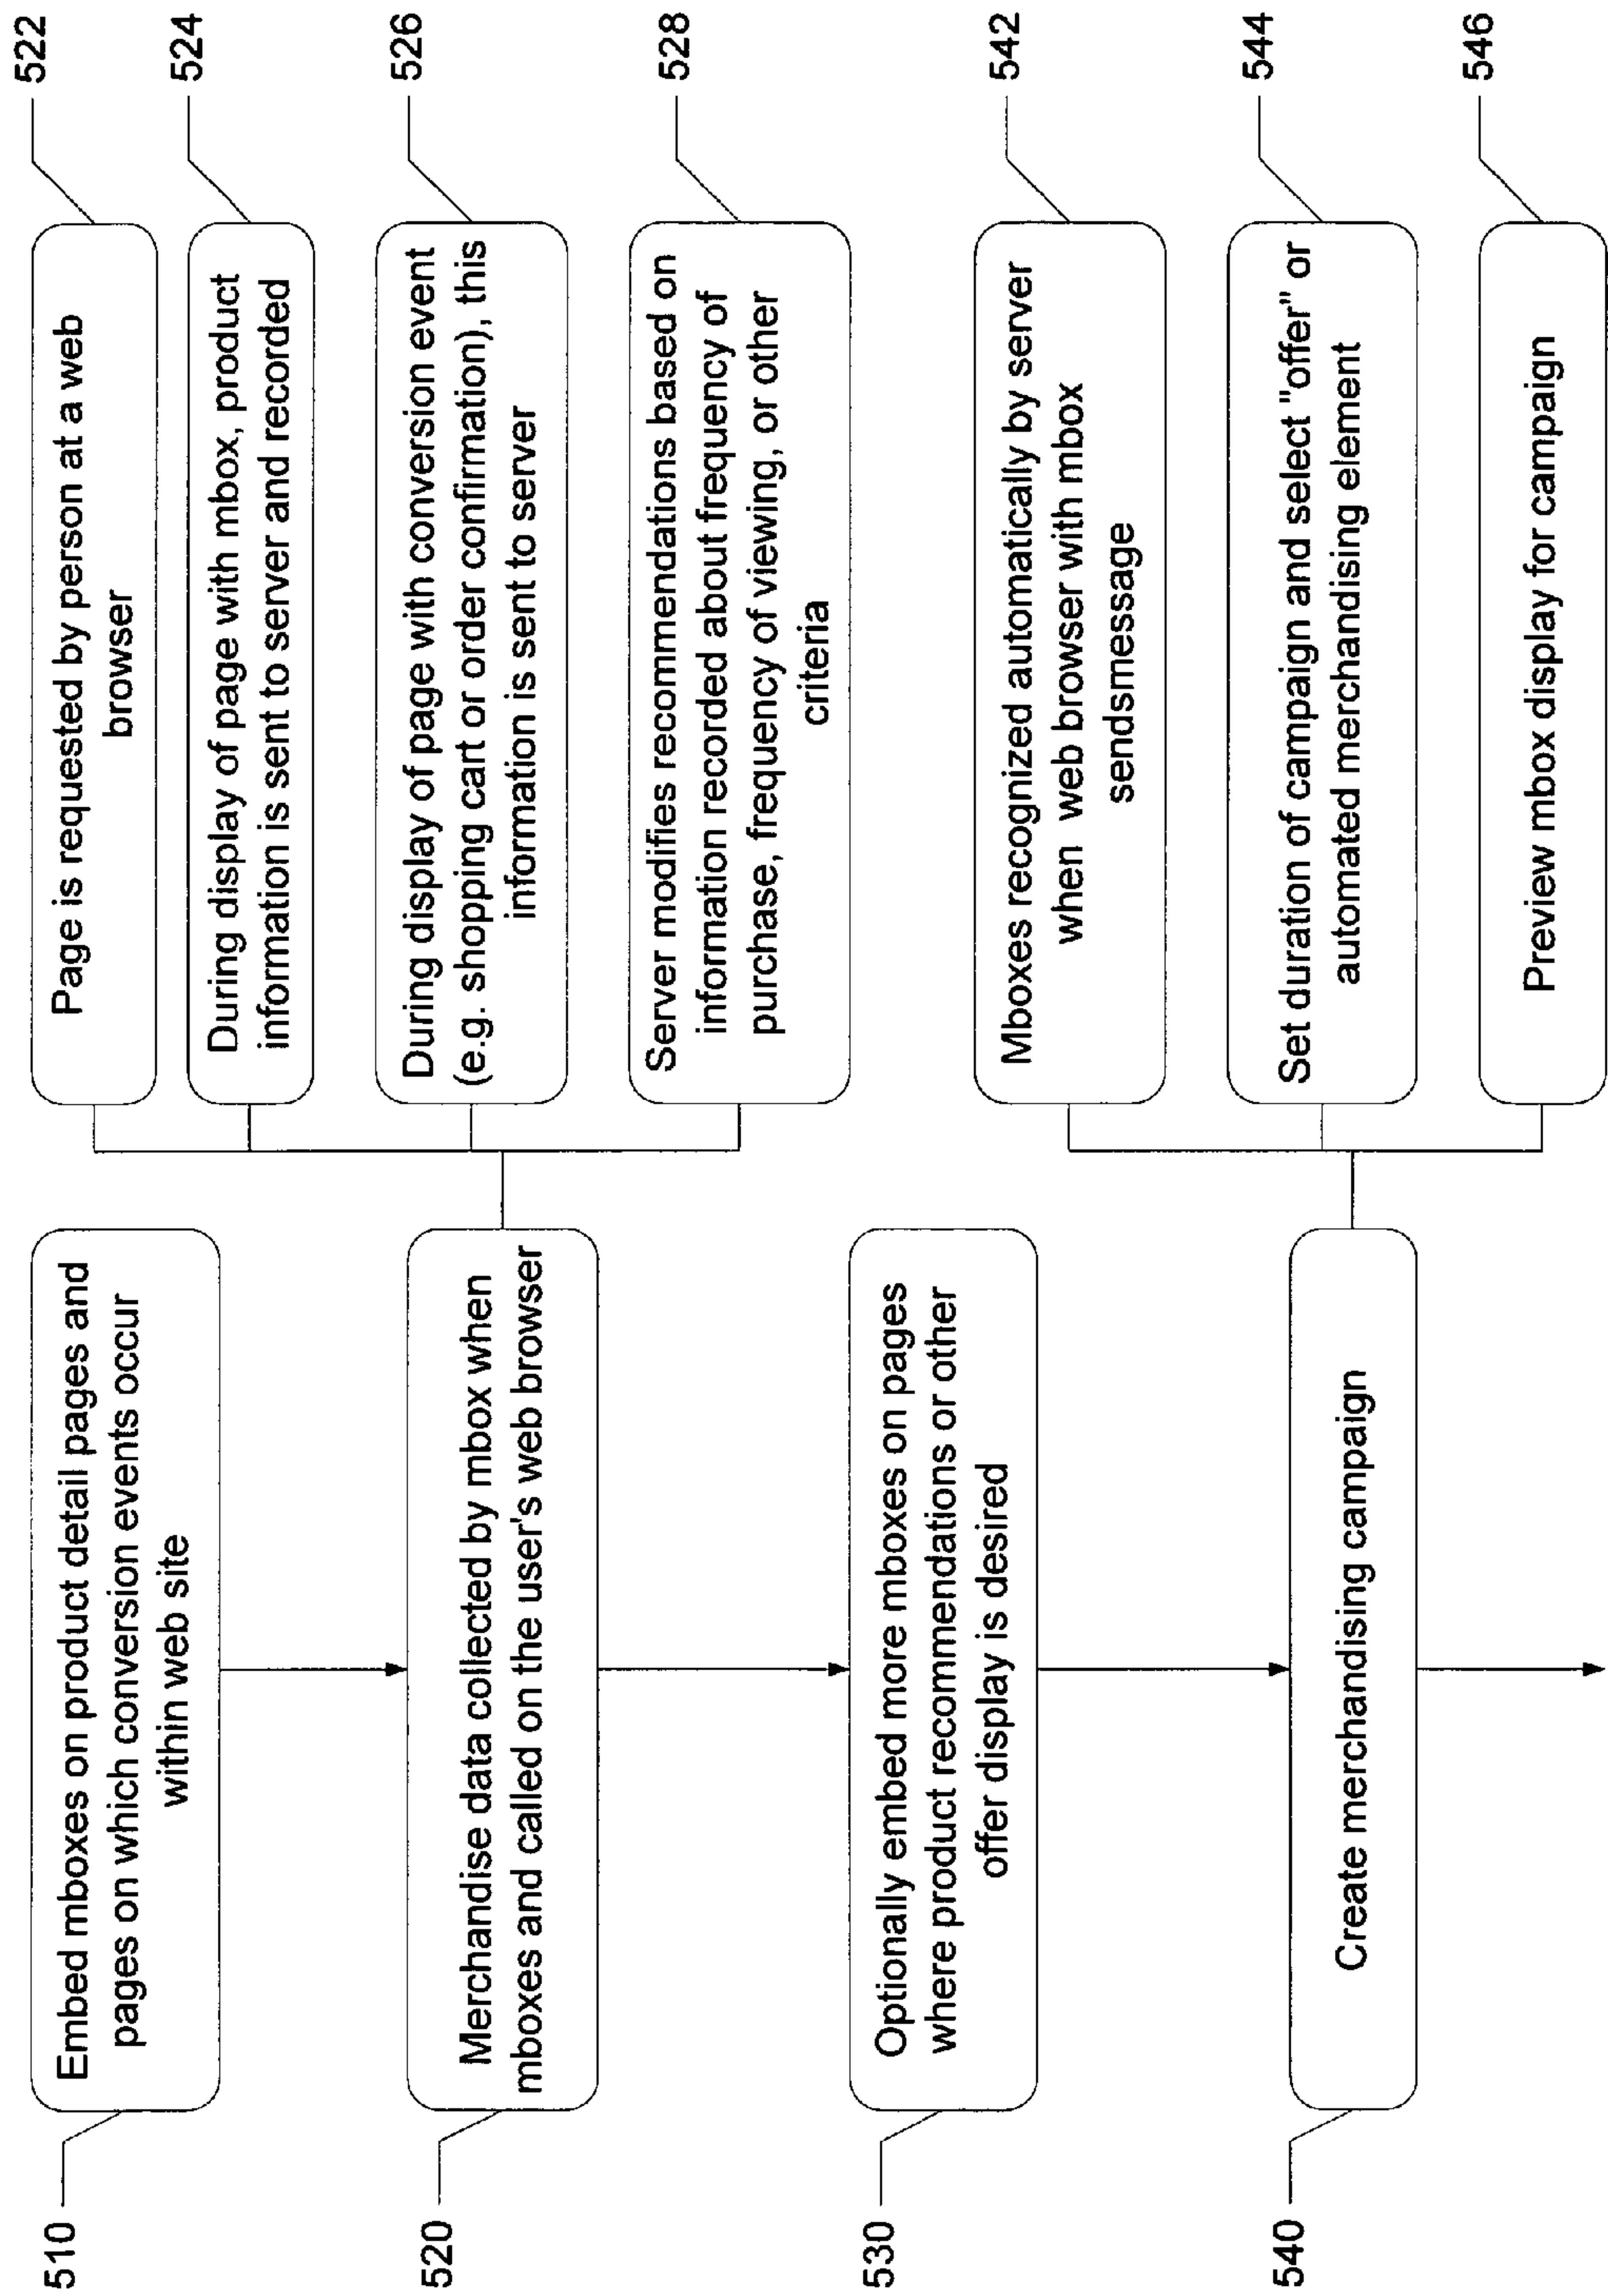 510
Embed mboxes on product detail pages and
pages on which conversion events occur
within web site
520
Merchandise data collected by mbox when
mboxes and called on the user's web browser
Page is requested by person at a web
browser
522
During display of page with mbox, product
information is sent to server and recorded
524
During display of page with conversion event
(e.g. shopping cart or order confirmation), this
information is sent to server
526
Server modifies recommendations based on
information recorded about frequency of
purchase, frequency of viewing, or other
criteria
528
530
Optionally embed more mboxes on pages
where product recommendations or other
offer display is desired
540
Create merchandising campaign
Mboxes recognized automatically by server
when web browser with mbox
sendsmessage
542
Set duration of campaign and select "offer" or
automated merchandising element
544
Preview mbox display for campaign
546